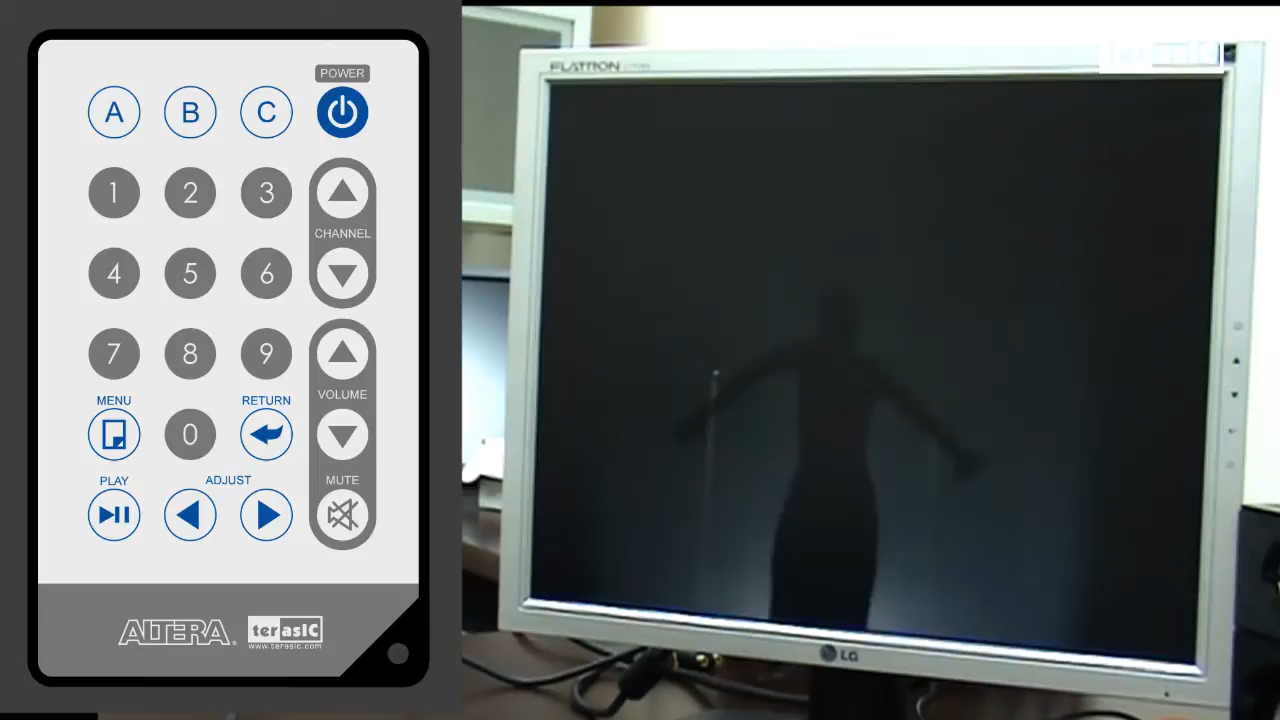 POWER
A B C
1 2 3
CHANNEL
4 5 6
7 8 9
MENU RETURN VOLUME
0
PLAY ADJUST MUTE
ALTERA® terasIC
www.terasic.com
FLATRON
LG